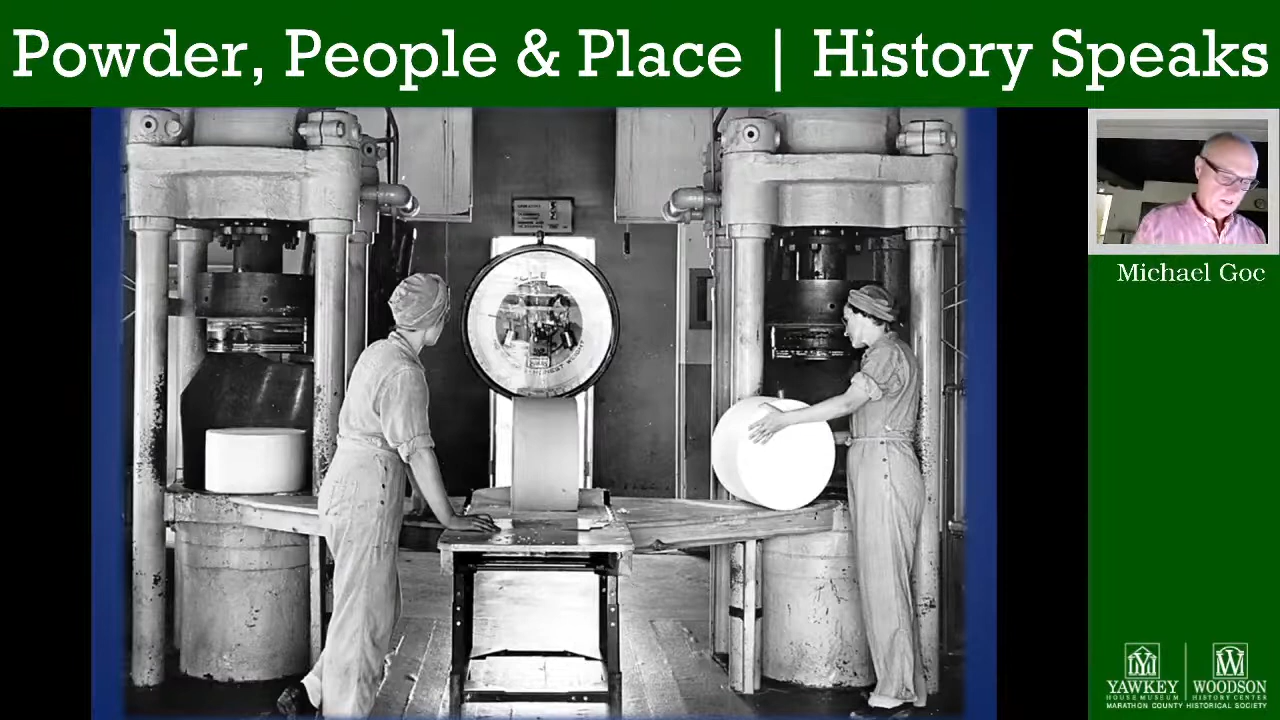 Powder, People & Place | History Speaks
Michael Goc
YAWKEY
HOUSE MUSEUM
WOODSON
HISTORY CENTER
MARATHON COUNTY HISTORICAL SOCIETY